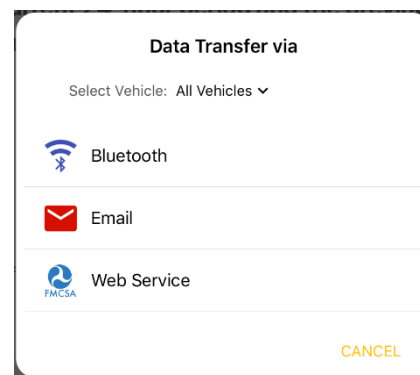 Data Transfer via
Select Vehicle: All Vehicles
Bluetooth
Email
FMCSA
Web Service
CANCEL